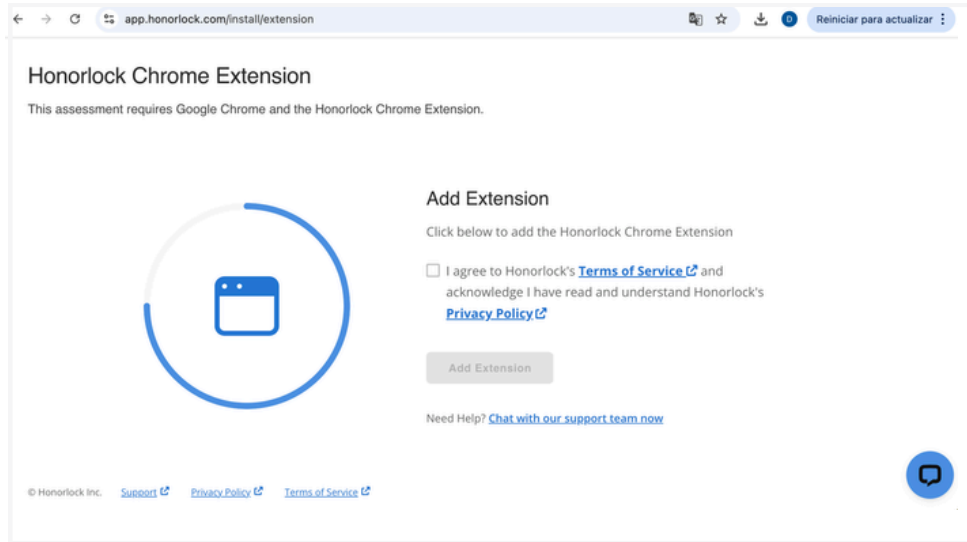 app.honorlock.com/install/extension
D
Reiniciar para actualizar
Honorlock Chrome Extension
This assessment requires Google Chrome and the Honorlock Chrome Extension.
Add Extension
Click below to add the Honorlock Chrome Extension
I agree to Honorlock's Terms of Service and
acknowledge I have read and understand Honorlock's
Privacy Policy
Add Extension
Need Help? Chat with our support team now
© Honorlock Inc. Support Privacy Policy Terms of Service